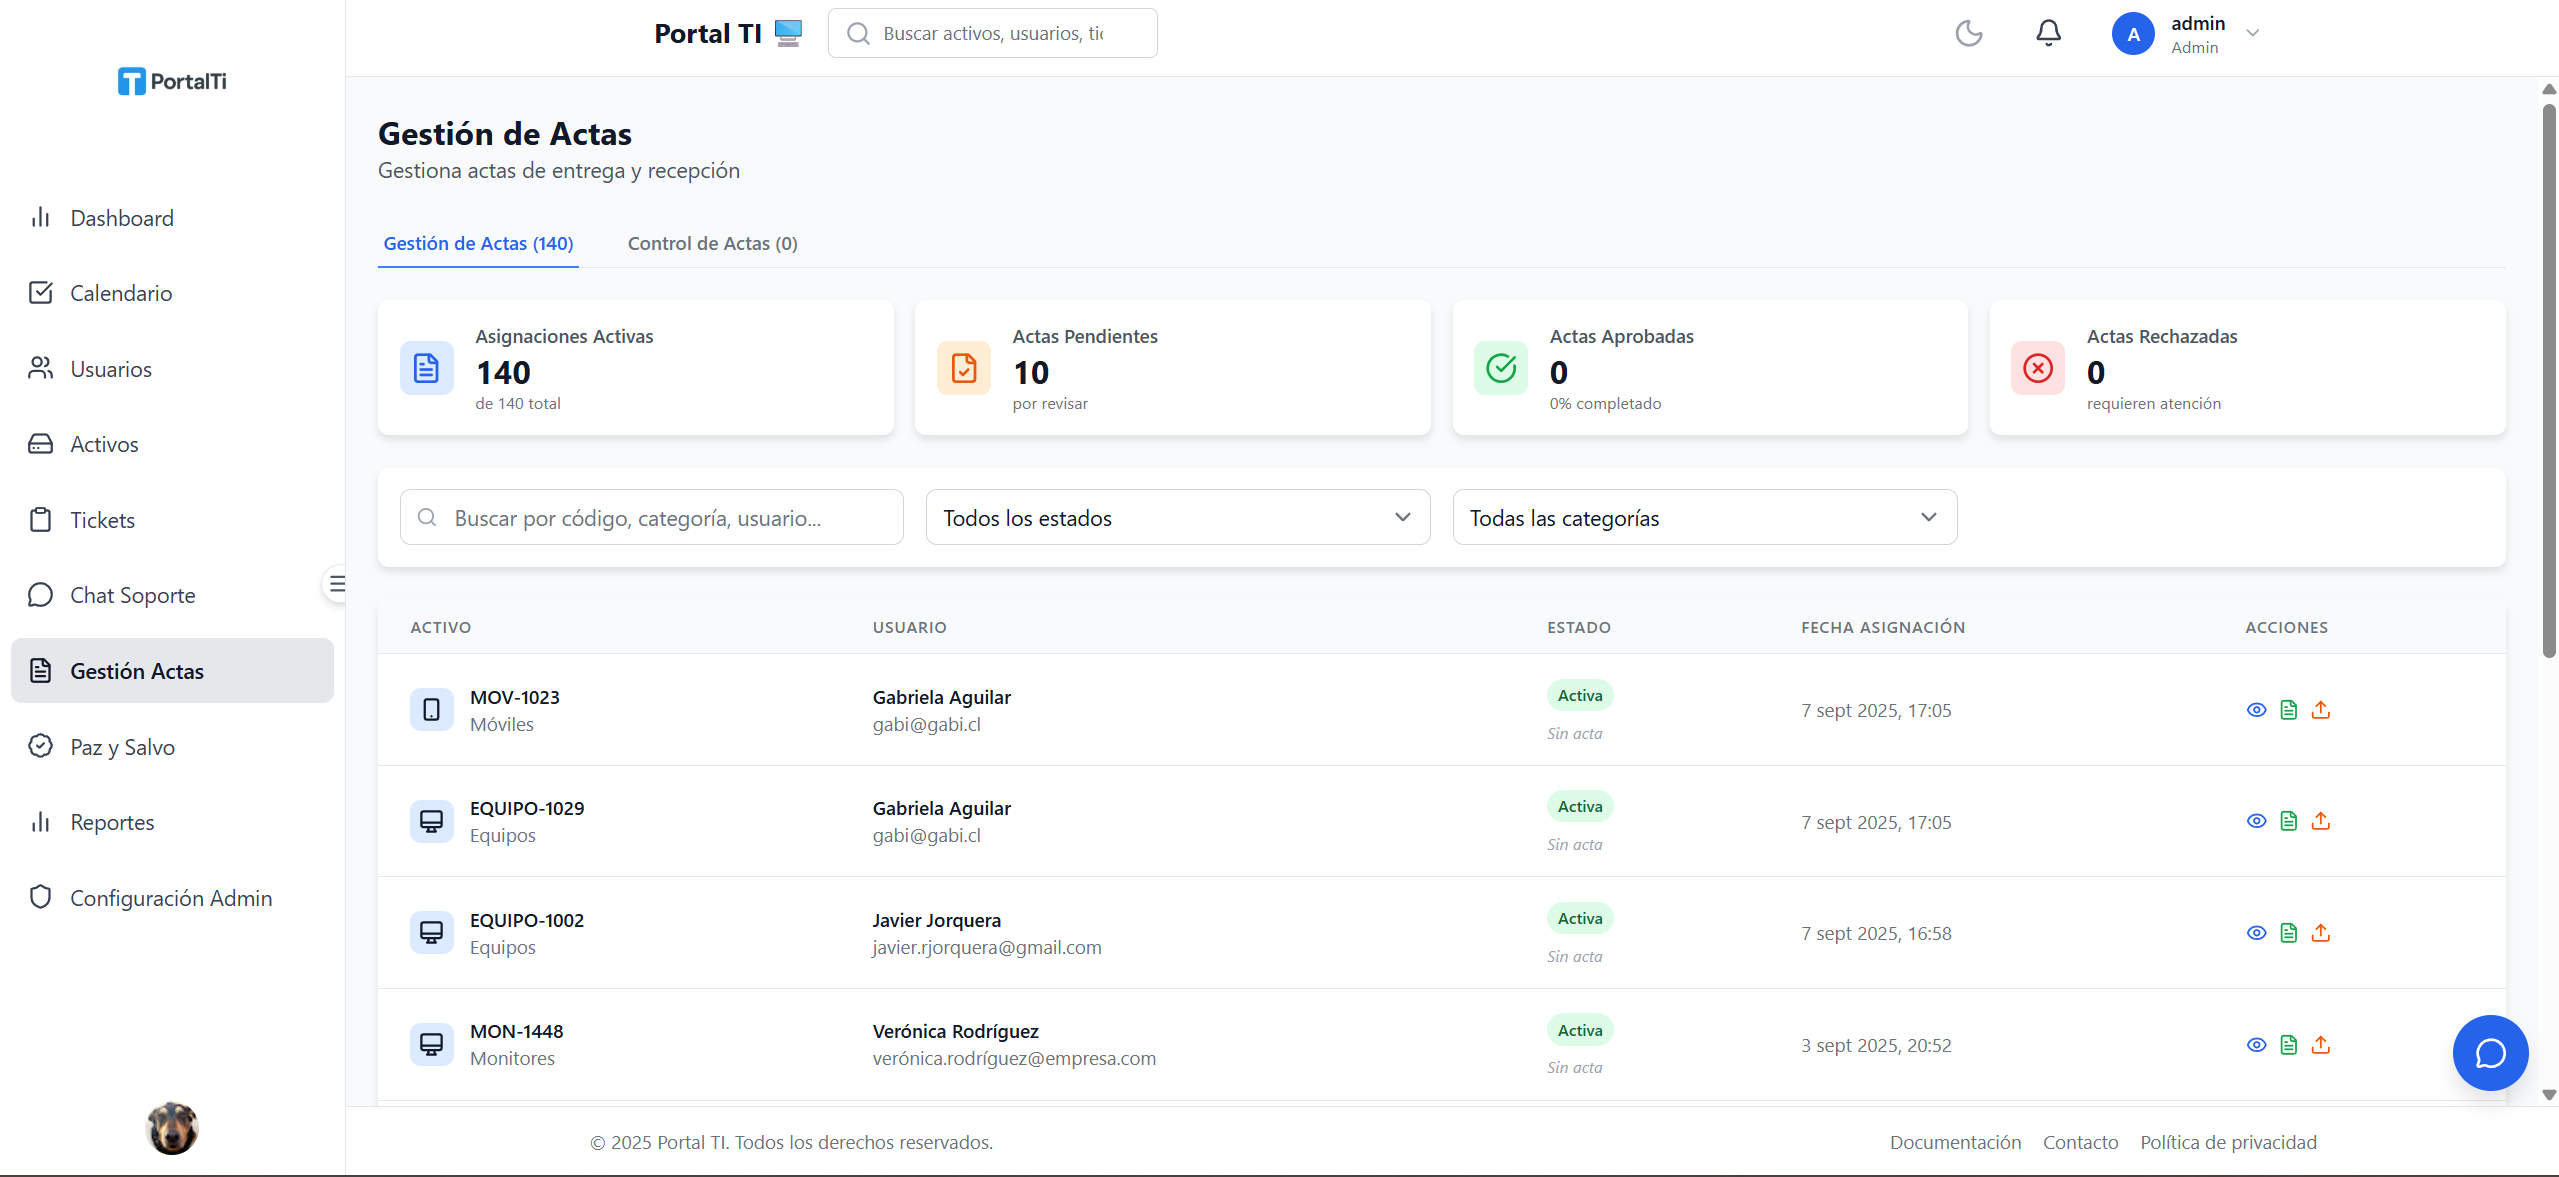 PortalTi
Dashboard
Calendario
Usuarios
Activos
Tickets
Chat Soporte
Gestión Actas
Paz y Salvo
Reportes
Configuración Admin
Portal TI
Buscar activos, usuarios, tic
A
admin
Admin
Gestión de Actas
Gestiona actas de entrega y recepción
Gestión de Actas (140)
Control de Actas (0)
Asignaciones Activas
140
de 140 total
Actas Pendientes
10
por revisar
Actas Aprobadas
0
0% completado
Actas Rechazadas
0
requieren atención
Buscar por código, categoría, usuario...
Todos los estados
Todas las categorías
ACTIVO USUARIO ESTADO FECHA ASIGNACIÓN ACCIONES
MOV-1023
Móviles
Gabriela Aguilar
gabi@gabi.cl
Activa
Sin acta
7 sept 2025, 17:05
EQUIPO-1029
Equipos
Gabriela Aguilar
gabi@gabi.cl
Activa
Sin acta
7 sept 2025, 17:05
EQUIPO-1002
Equipos
Javier Jorquera
javier.rjorquera@gmail.com
Activa
Sin acta
7 sept 2025, 16:58
MON-1448
Monitores
Verónica Rodríguez
verónica.rodríguez@empresa.com
Activa
Sin acta
3 sept 2025, 20:52
© 2025 Portal TI. Todos los derechos reservados.
Documentación Contacto Política de privacidad